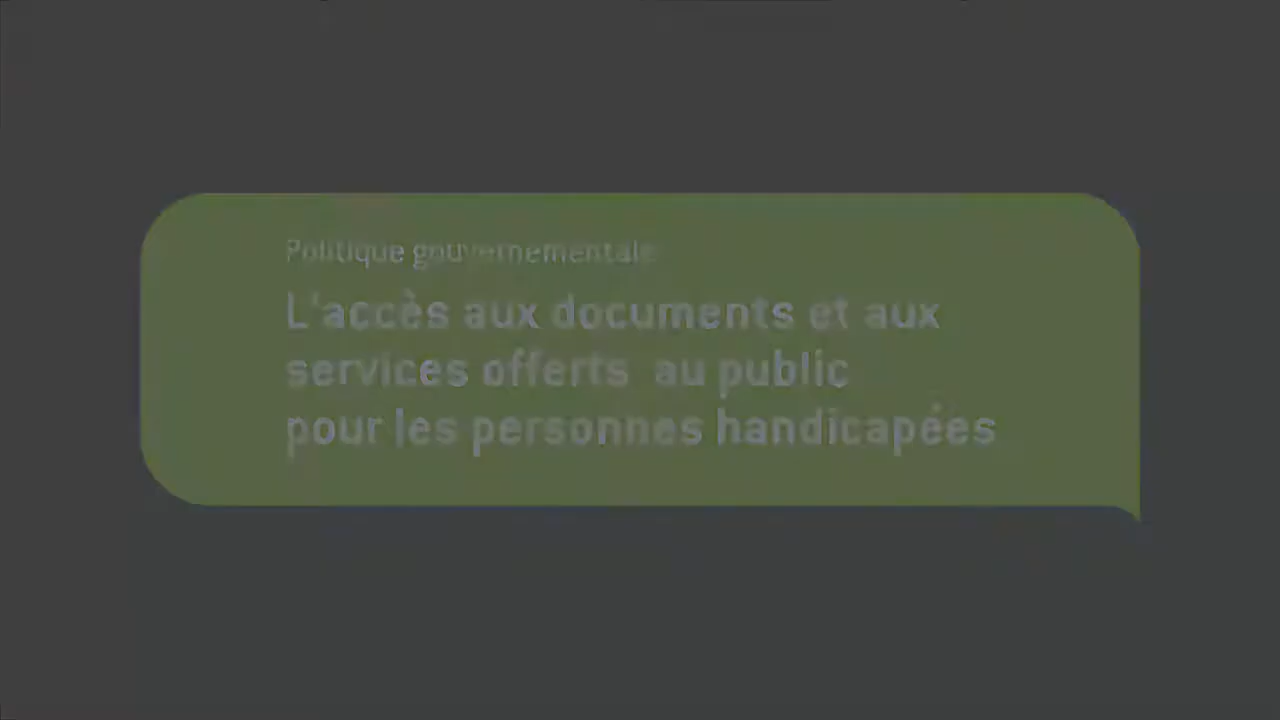 Politique gouvernementale
L'accès aux documents et aux
services offerts au public
pour les personnes handicapées